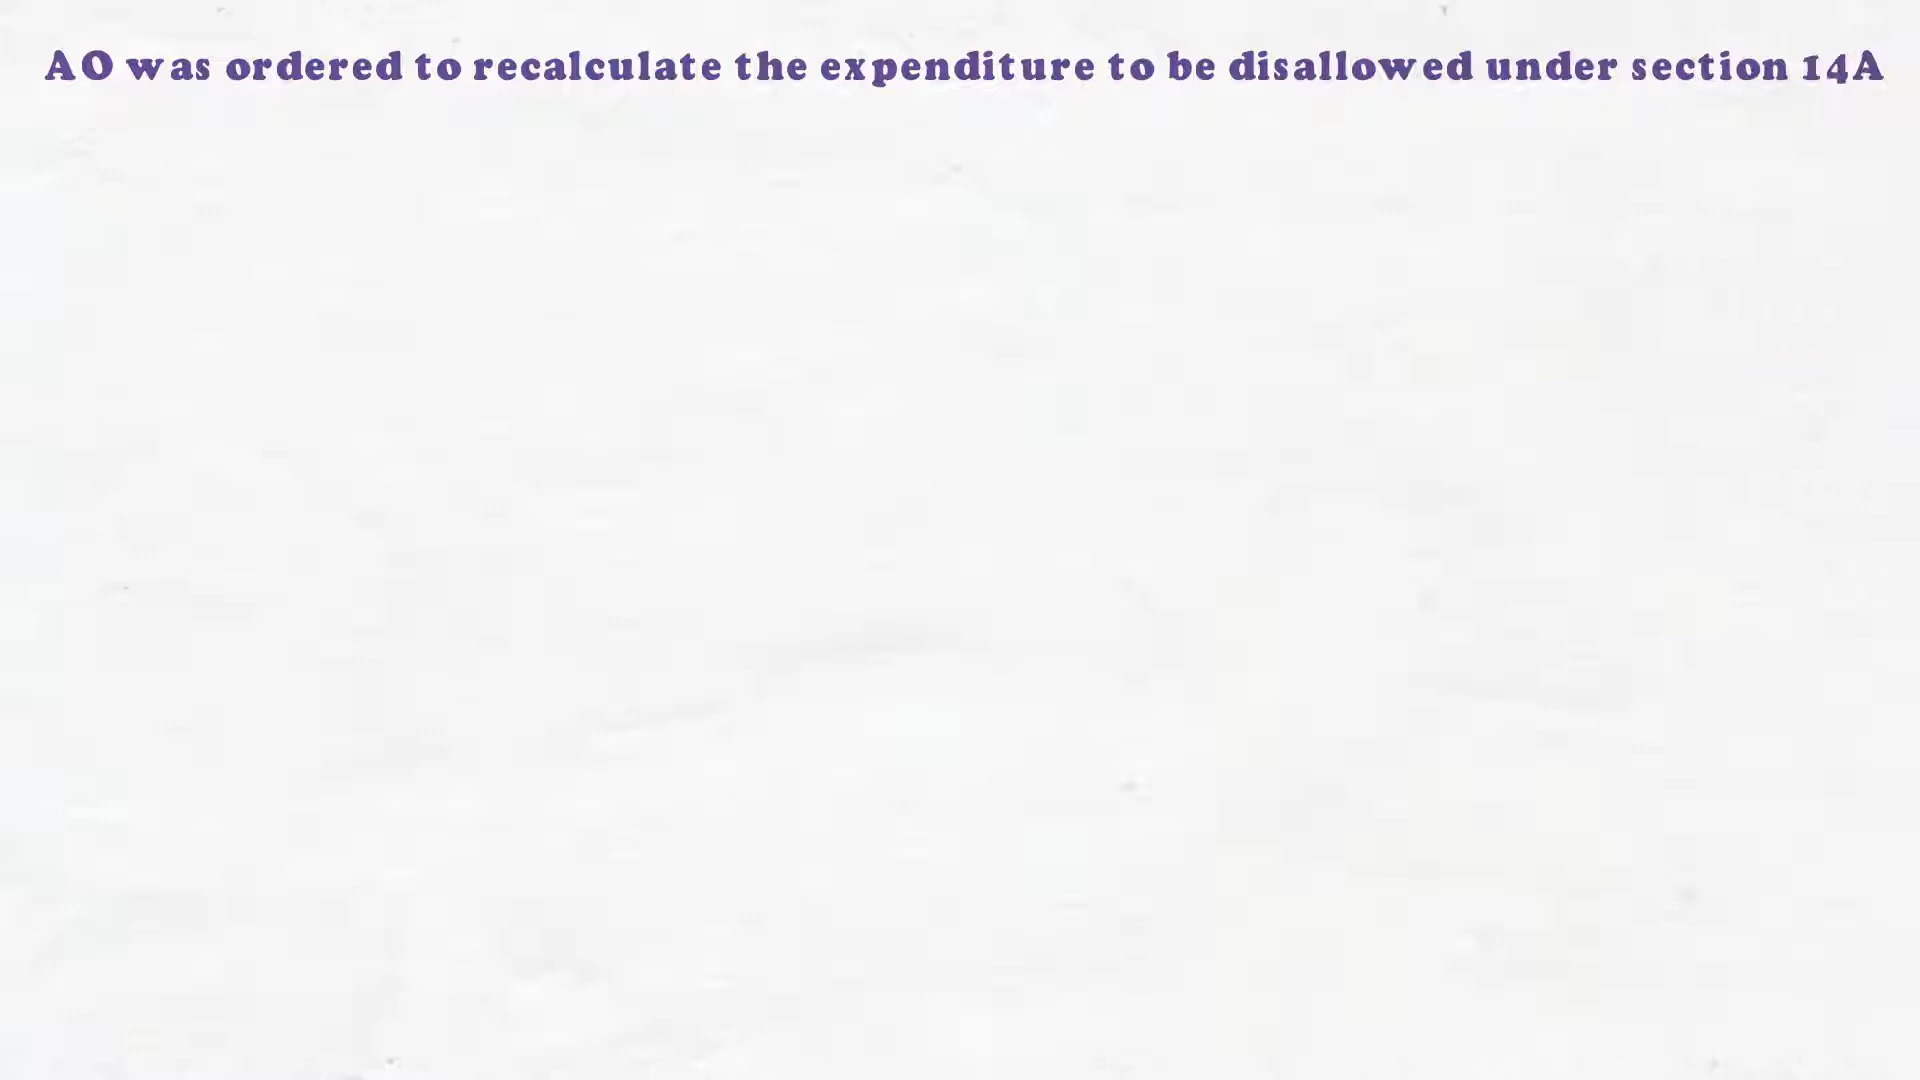 AO was ordered to recalculate the expenditure to be disallowed under section 14A